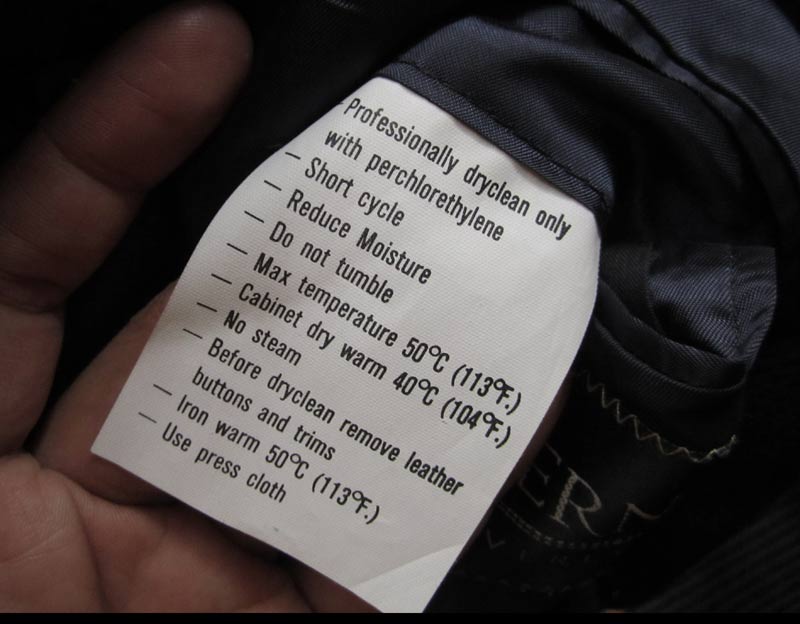 – Professionally dryclean only
with perchlorethylene
– Short cycle
– Reduce Moisture
– Do not tumble
– Max temperature 50°C (113°F.)
– Cabinet dry warm 40°C (104°F.)
– No steam
– Before dryclean remove leather
buttons and trims
– Iron warm 50°C (113°F.)
– Use press cloth